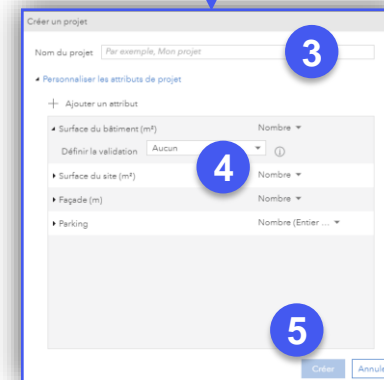 Créer un projet
Nom du projet Par exemple, Mon projet
3
Personnaliser les attributs de projet
Ajouter un attribut
Surface du bâtiment (m²) Nombre
Définir la validation Aucun
4
Surface du site (m²) Nombre
Façade (m) Nombre
Parking Nombre (Entier ...
5
Créer Annule